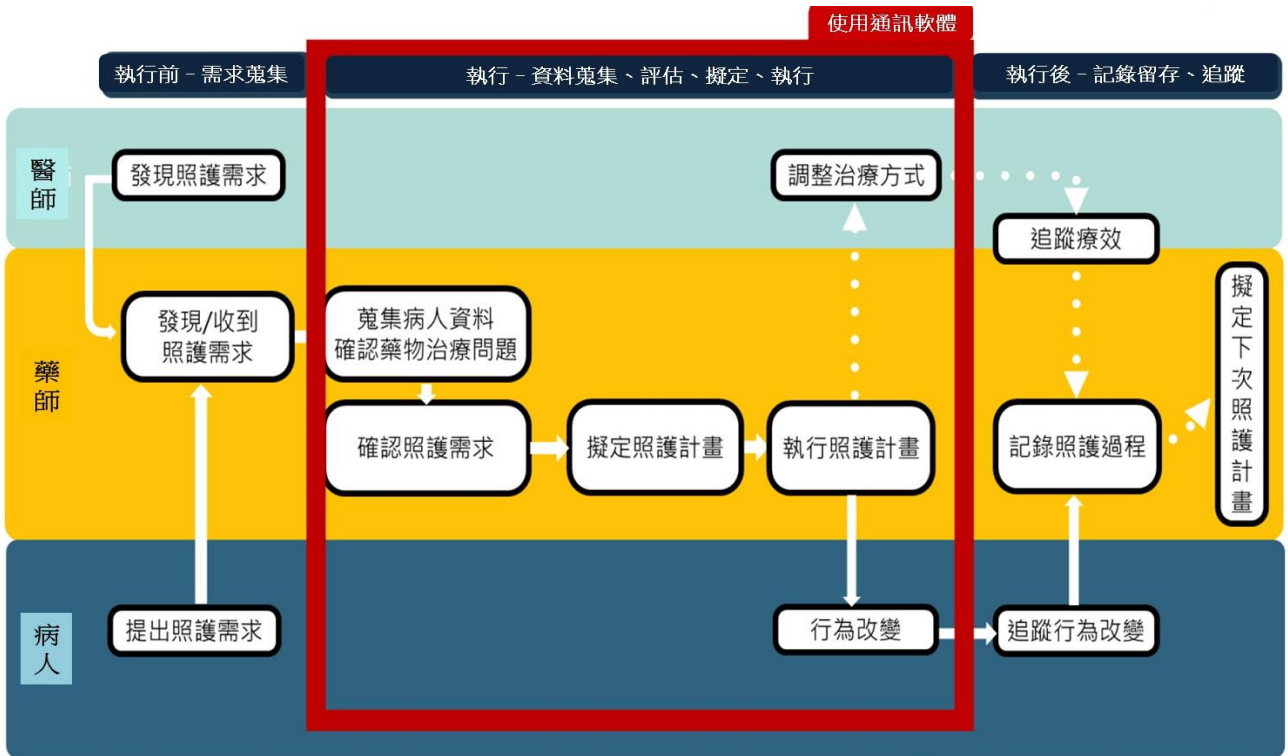 使用通訊軟體
執行前－需求蒐集
執行－資料蒐集、評估、擬定、執行
執行後－記錄留存、追蹤
醫
師
發現照護需求
調整治療方式
追蹤療效
藥
師
發現/收到
照護需求
蒐集病人資料
確認藥物治療問題
確認照護需求
擬定照護計畫
執行照護計畫
記錄照護過程
擬
定
下
次
照
護
計
畫
病
人
提出照護需求
行為改變
追蹤行為改變